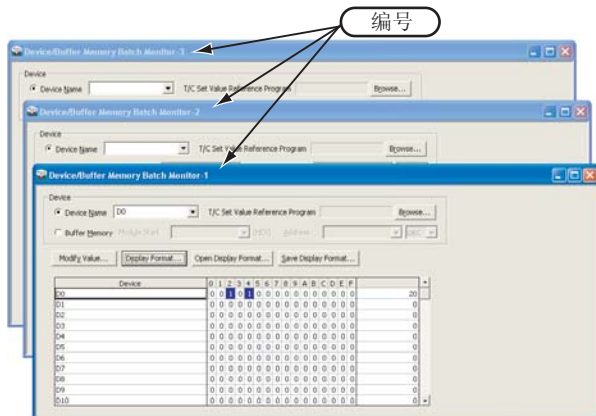 编号
Device/Buffer Memory Batch Monitor-3
Device
Device Name
T/C Set Value Reference Program
Browse...
Device/Buffer Memory Batch Monitor-2
Device
Device Name
T/C Set Value Reference Program
Browse...
Device/Buffer Memory Batch Monitor-1
Device
Device Name D0 T/C Set Value Reference Program Browse...
Buffer Memory Module Start (HEX) Address DEC
Modify Value... Display Format... Open Display Format... Save Display Format...
Device 0 1 2 3 4 5 6 7 8 9 A B C D E F
D0 0 0 1 0 1 0 0 0 0 0 0 0 0 0 0 0 20
D1 0 0 0 0 0 0 0 0 0 0 0 0 0 0 0 0 0
D2 0 0 0 0 0 0 0 0 0 0 0 0 0 0 0 0 0
D3 0 0 0 0 0 0 0 0 0 0 0 0 0 0 0 0 0
D4 0 0 0 0 0 0 0 0 0 0 0 0 0 0 0 0 0
D5 0 0 0 0 0 0 0 0 0 0 0 0 0 0 0 0 0
D6 0 0 0 0 0 0 0 0 0 0 0 0 0 0 0 0 0
D7 0 0 0 0 0 0 0 0 0 0 0 0 0 0 0 0 0
D8 0 0 0 0 0 0 0 0 0 0 0 0 0 0 0 0 0
D9 0 0 0 0 0 0 0 0 0 0 0 0 0 0 0 0 0
D10 0 0 0 0 0 0 0 0 0 0 0 0 0 0 0 0 0